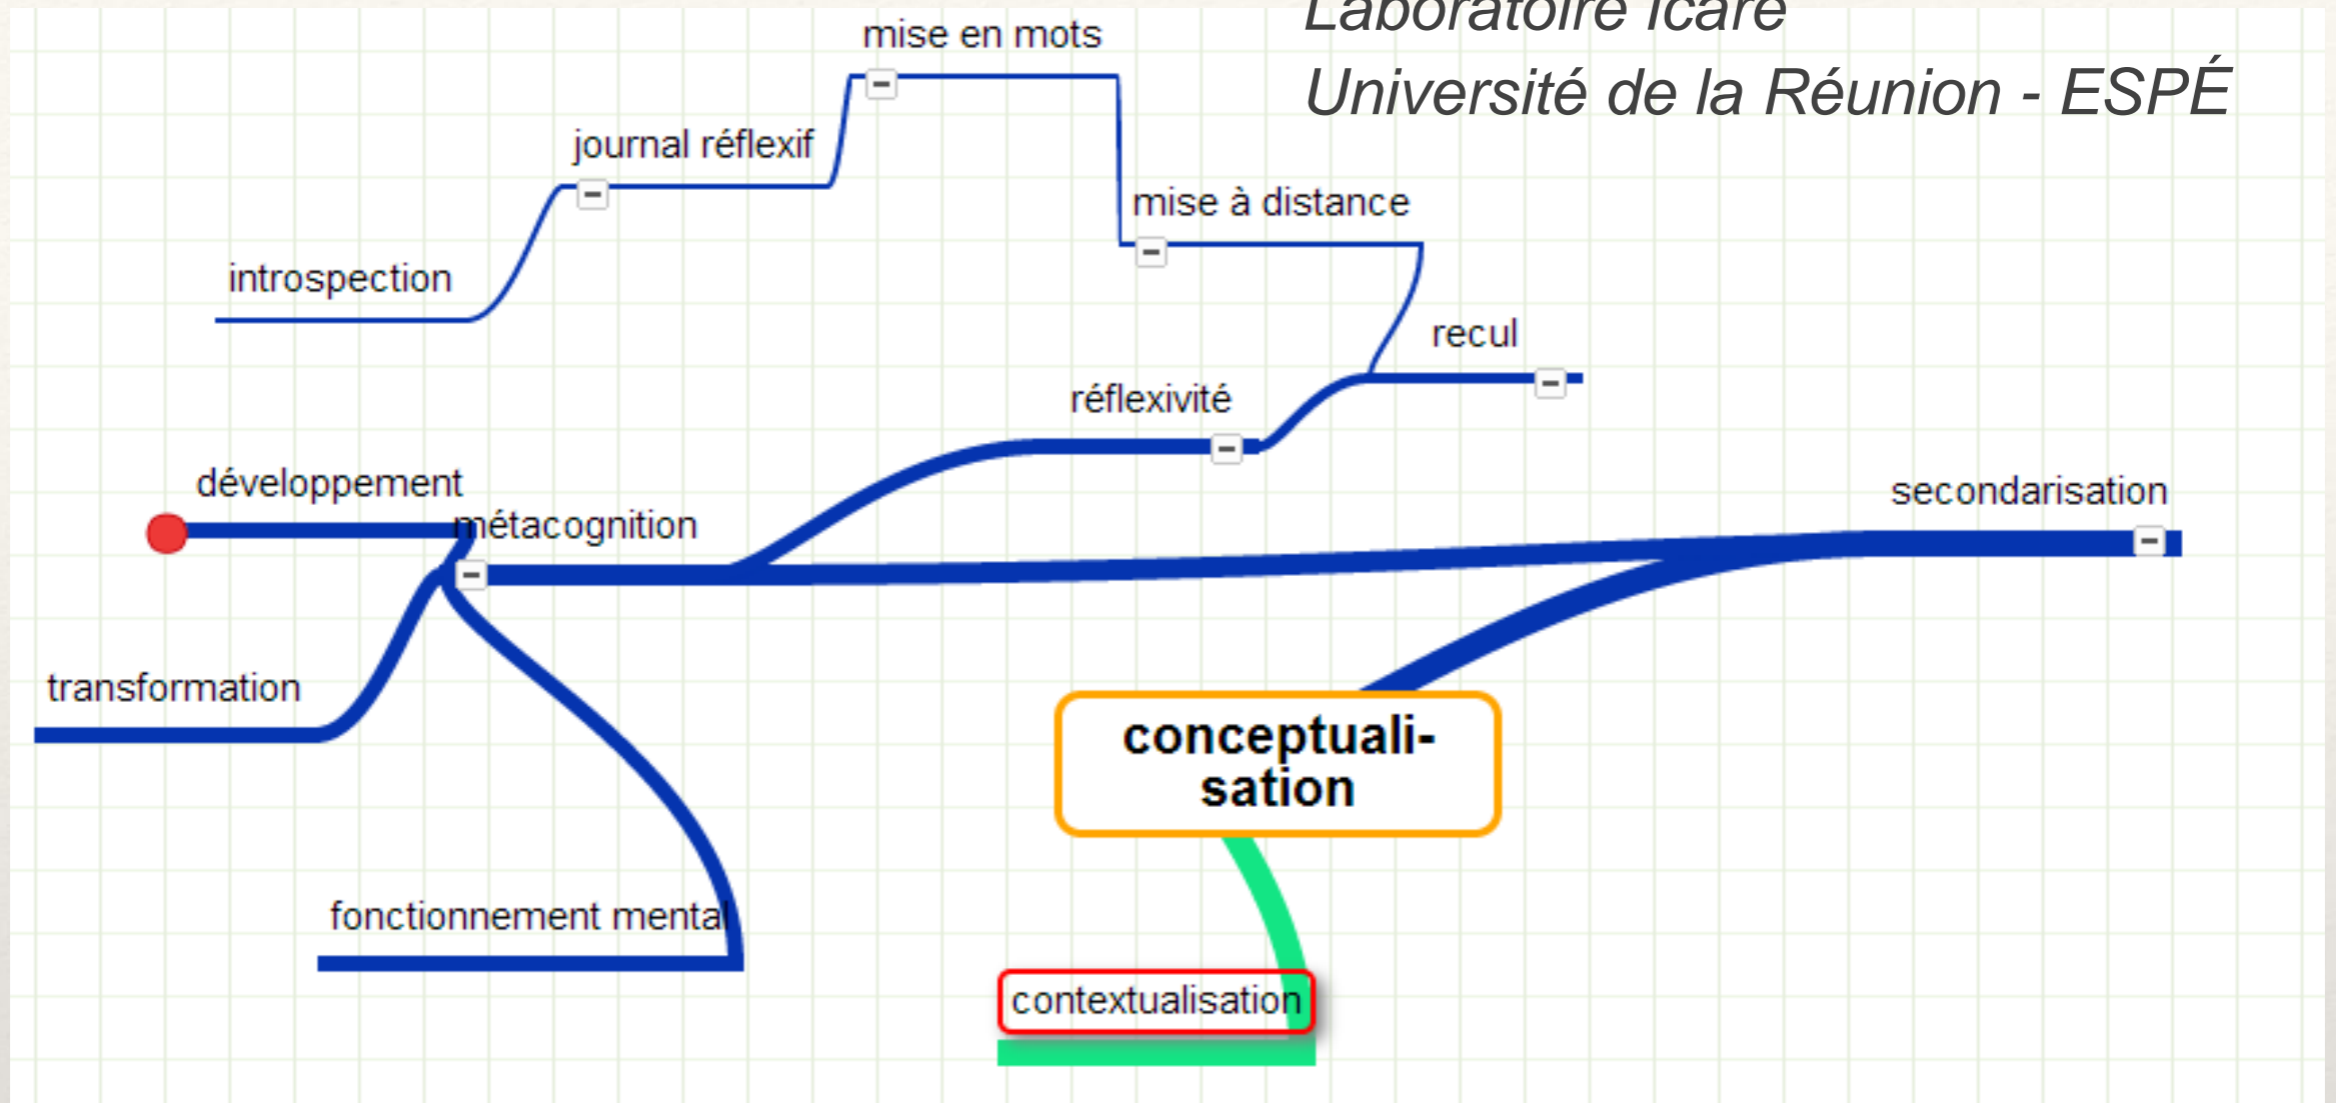 Laboratoire Icare
Université de la Réunion - ESPÉ
mise en mots
journal réflexif
mise à distance
introspection
recul
réflexivité
développement
métacognition
secondarisation
transformation
conceptuali-
sation
fonctionnement mental
contextualisation